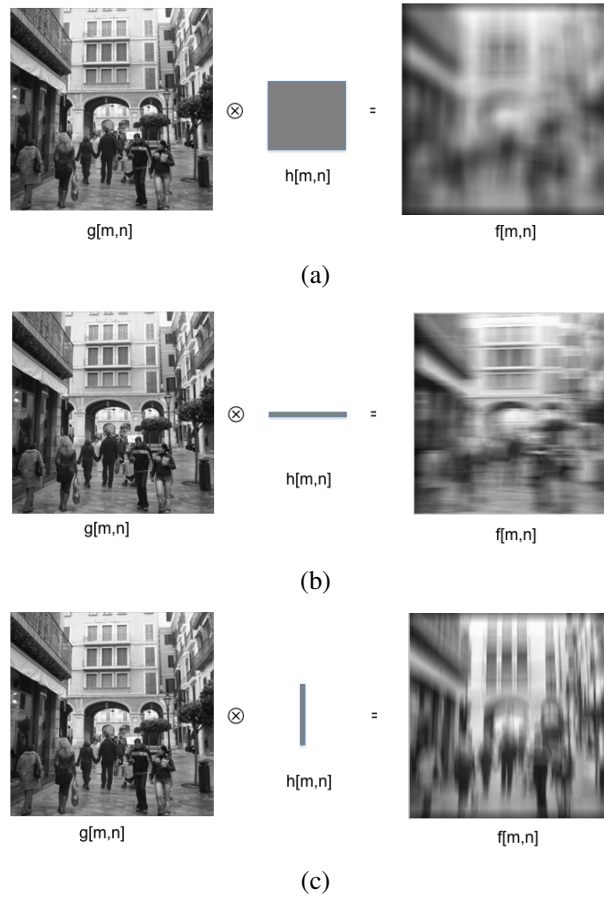 ⊗ =
h[m,n]
g[m,n] f[m,n]
(a)
⊗ =
h[m,n]
g[m,n] f[m,n]
(b)
⊗ =
h[m,n]
g[m,n] f[m,n]
(c)